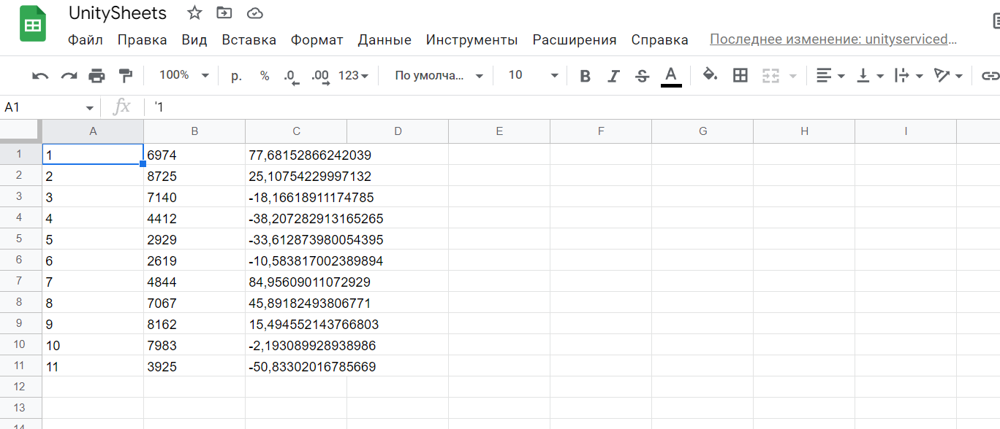 UnitySheets
Файл Правка Вид Вставка Формат Данные Инструменты Расширения Справка Последнее изменение: unityserviced…
100% р. % .0 .00 123 По умолча... 10 B I S A
A1 fx '1
A B C D E F G H I
1 1 6974 77,68152866242039
2 2 8725 25,10754229997132
3 3 7140 -18,16618911174785
4 4 4412 -38,207282913165265
5 5 2929 -33,612873980054395
6 6 2619 -10,583817002389894
7 7 4844 84,95609011072929
8 8 7067 45,89182493806771
9 9 8162 15,494552143766803
10 10 7983 -2,193089928938986
11 11 3925 -50,83302016785669
12
13
14